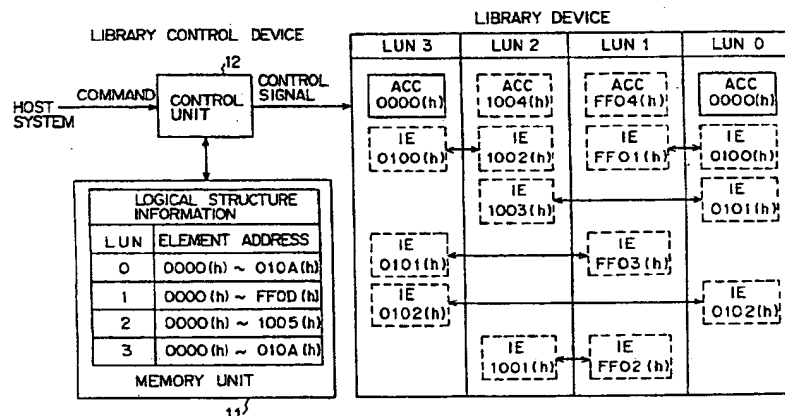 LIBRARY DEVICE
LIBRARY CONTROL DEVICE
LUN 3 LUN 2 LUN 1 LUN 0
12
HOST SYSTEM
COMMAND
CONTROL UNIT
CONTROL SIGNAL
ACC 0000(h)
ACC 1004(h)
ACC FF04(h)
ACC 0000(h)
IE 0100(h)
IE 1002(h)
IE FF01(h)
IE 0100(h)
IE 1003(h)
IE 0101(h)
IE 0101(h)
IE FF03(h)
IE 0102(h)
IE 0102(h)
IE 1001(h)
IE FF02(h)
LOGICAL STRUCTURE
INFORMATION
LUN ELEMENT ADDRESS
0 0000(h) ~ 010A(h)
1 0000(h) ~ FF0D(h)
2 0000(h) ~ 1005(h)
3 0000(h) ~ 010A(h)
MEMORY UNIT
11